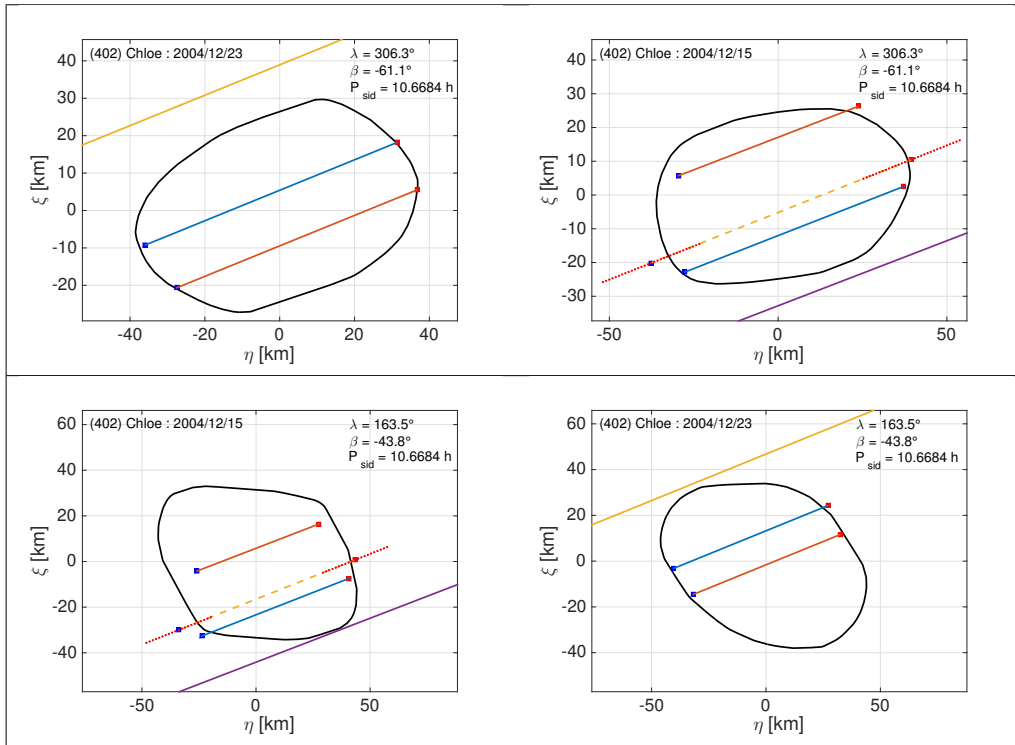 (402) Chloe : 2004/12/23
λ = 306.3°
β = -61.1°
P sid = 10.6684 h
40
30
20
10
0
-10
-20
ξ [km]
-40 -20 0 20 40
η [km]
(402) Chloe : 2004/12/15
λ = 306.3°
β = -61.1°
P sid = 10.6684 h
40
30
20
10
0
-10
-20
-30
ξ [km]
-50 0 50
η [km]
(402) Chloe : 2004/12/15
λ = 163.5°
β = -43.8°
P sid = 10.6684 h
60
40
20
0
-20
-40
ξ [km]
-50 0 50
η [km]
(402) Chloe : 2004/12/23
λ = 163.5°
β = -43.8°
P sid = 10.6684 h
60
40
20
0
-20
-40
ξ [km]
-50 0 50
η [km]